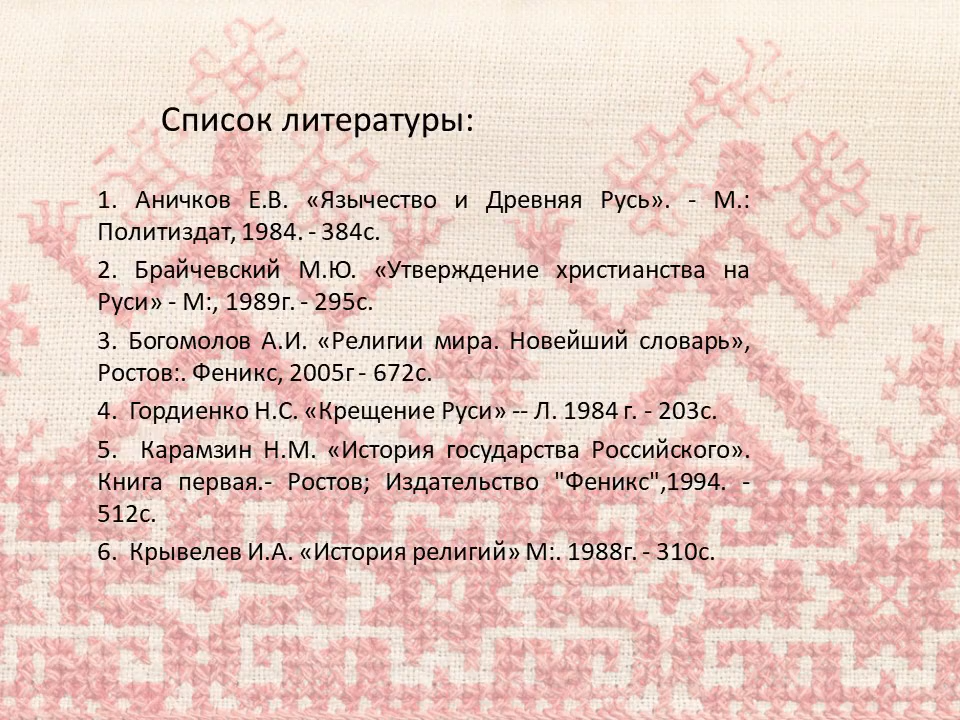 Список литературы:
1. Аничков Е.В. «Язычество и Древняя Русь». - М.:
Политиздат, 1984. - 384с.
2. Брайчевский М.Ю. «Утверждение христианства на
Руси» - М:, 1989г. - 295с.
3. Богомолов А.И. «Религии мира. Новейший словарь»,
Ростов:. Феникс, 2005г - 672с.
4. Гордиенко Н.С. «Крещение Руси» -- Л. 1984 г. - 203с.
5. Карамзин Н.М. «История государства Российского».
Книга первая.- Ростов; Издательство "Феникс",1994. -
512с.
6. Крывелев И.А. «История религий» М:. 1988г. - 310с.